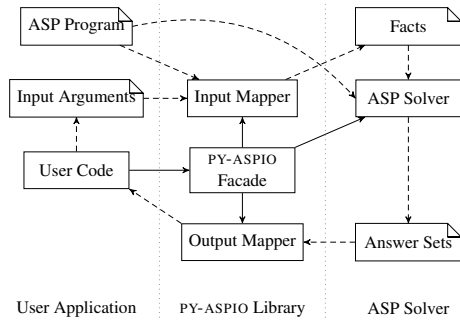 ASP Program
Facts
Input Arguments
Input Mapper
ASP Solver
User Code
PY-ASPIO
Facade
Output Mapper
Answer Sets
User Application
PY-ASPIO Library
ASP Solver